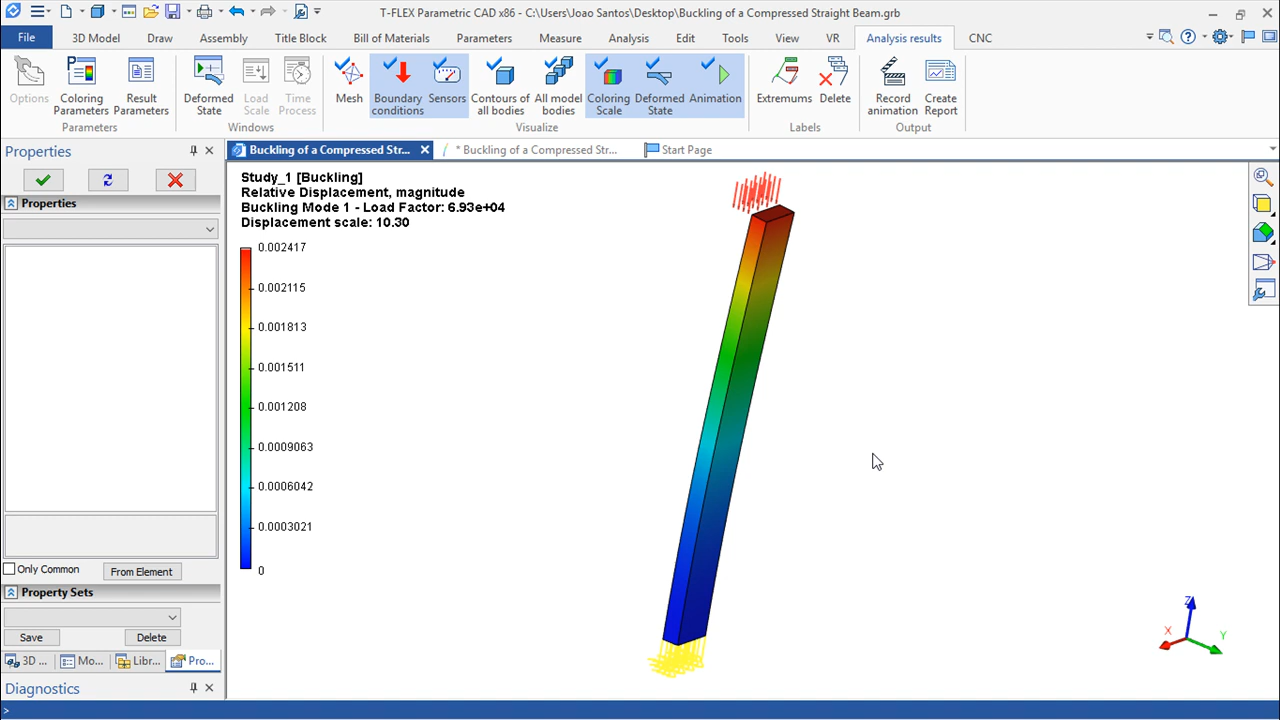 T-FLEX Parametric CAD x86 - C:\Users\Joao Santos\Desktop\Buckling of a Compressed Straight Beam.grb
File 3D Model Draw Assembly Title Block Bill of Materials Parameters Measure Analysis Edit Tools View VR Analysis results CNC
Options
Coloring Parameters
Result Parameters
Deformed State
Load Scale
Time Process
Mesh
Boundary conditions
Sensors
Contours of all bodies
All model bodies
Coloring Scale
Deformed State
Animation
Extremums
Delete
Record animation
Create Report
Parameters Windows Visualize Labels Output
Properties
Buckling of a Compressed Str... * Buckling of a Compressed Str... Start Page
Properties
Only Common
From Element
Property Sets
Save Delete
3D ... Mo... Libr... Pro...
Diagnostics
>
Study_1 [Buckling]
Relative Displacement, magnitude
Buckling Mode 1 - Load Factor: 6.93e+04
Displacement scale: 10.30
0.002417
0.002115
0.001813
0.001511
0.001208
0.0009063
0.0006042
0.0003021
0
Z
X
Y